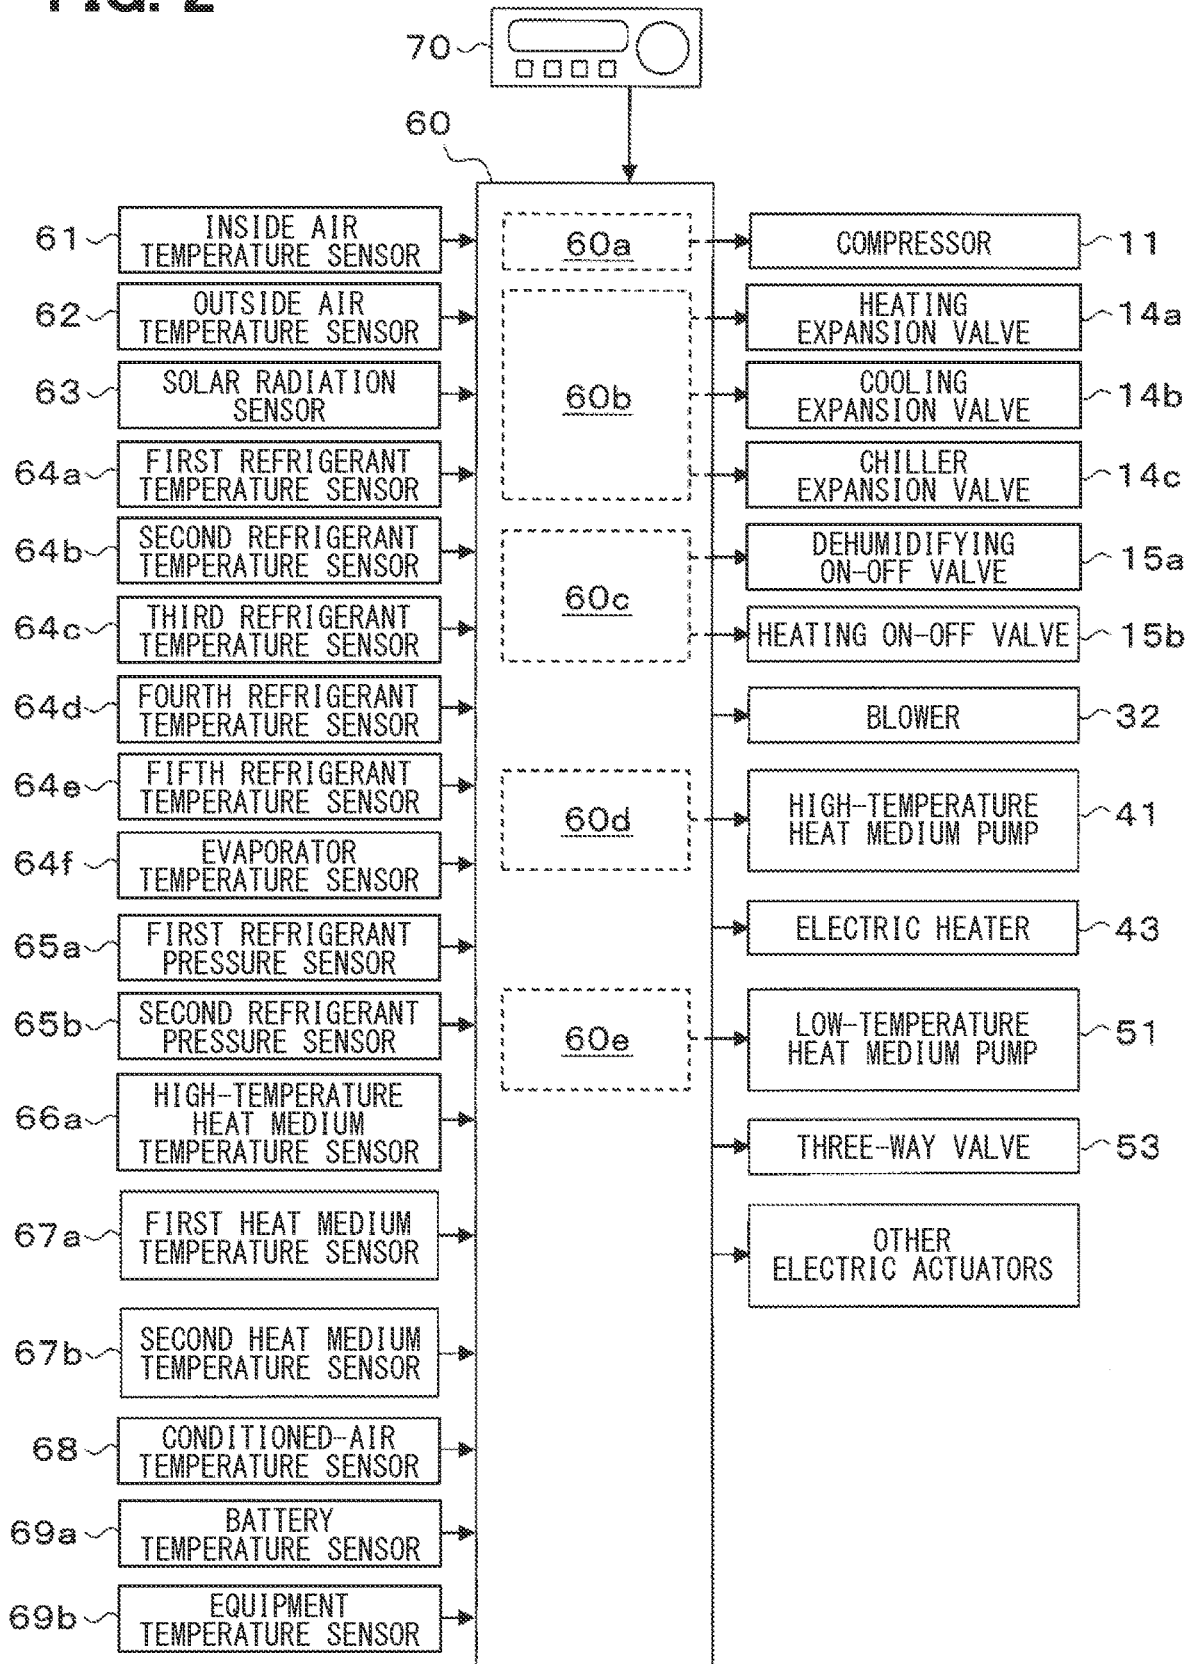 FIG. 2
70
60
61
INSIDE AIR
TEMPERATURE SENSOR
62
OUTSIDE AIR
TEMPERATURE SENSOR
63
SOLAR RADIATION
SENSOR
64a
FIRST REFRIGERANT
TEMPERATURE SENSOR
64b
SECOND REFRIGERANT
TEMPERATURE SENSOR
64c
THIRD REFRIGERANT
TEMPERATURE SENSOR
64d
FOURTH REFRIGERANT
TEMPERATURE SENSOR
64e
FIFTH REFRIGERANT
TEMPERATURE SENSOR
64f
EVAPORATOR
TEMPERATURE SENSOR
65a
FIRST REFRIGERANT
PRESSURE SENSOR
65b
SECOND REFRIGERANT
PRESSURE SENSOR
66a
HIGH-TEMPERATURE
HEAT MEDIUM
TEMPERATURE SENSOR
67a
FIRST HEAT MEDIUM
TEMPERATURE SENSOR
67b
SECOND HEAT MEDIUM
TEMPERATURE SENSOR
68
CONDITIONED-AIR
TEMPERATURE SENSOR
69a
BATTERY
TEMPERATURE SENSOR
69b
EQUIPMENT
TEMPERATURE SENSOR
60a
60b
60c
60d
60e
COMPRESSOR
11
HEATING
EXPANSION VALVE
14a
COOLING
EXPANSION VALVE
14b
CHILLER
EXPANSION VALVE
14c
DEHUMIDIFYING
ON-OFF VALVE
15a
HEATING ON-OFF VALVE
15b
BLOWER
32
HIGH-TEMPERATURE
HEAT MEDIUM PUMP
41
ELECTRIC HEATER
43
LOW-TEMPERATURE
HEAT MEDIUM PUMP
51
THREE-WAY VALVE
53
OTHER
ELECTRIC ACTUATORS